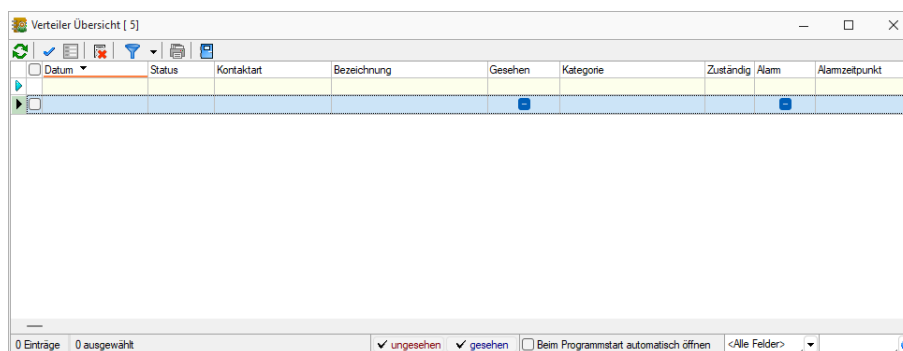 Verteiler Übersicht [ 5]
Datum Status Kontaktart Bezeichnung Gesehen Kategorie Zuständig Alarm Alarmzeitpunkt
0 Einträge 0 ausgewählt ungesehen gesehen Beim Programmstart automatisch öffnen <Alle Felder>